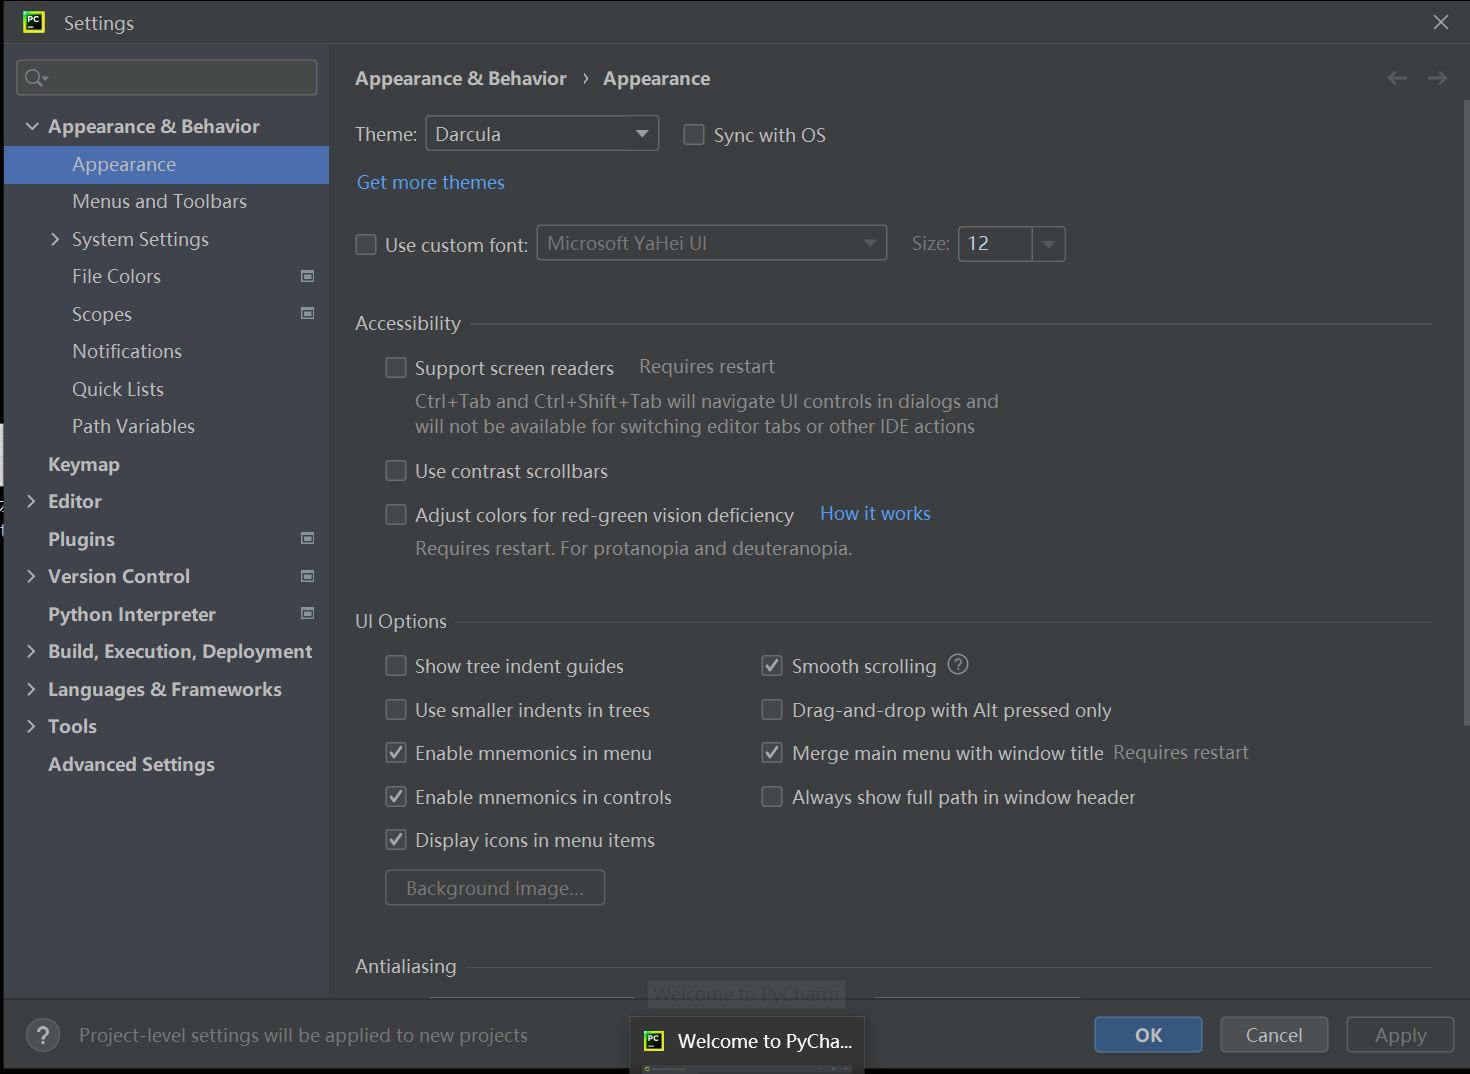 PC Settings
Appearance & Behavior › Appearance
Appearance & Behavior
Appearance
Menus and Toolbars
System Settings
File Colors
Scopes
Notifications
Quick Lists
Path Variables
Keymap
Editor
Plugins
Version Control
Python Interpreter
Build, Execution, Deployment
Languages & Frameworks
Tools
Advanced Settings
Theme: Darcula Sync with OS
Get more themes
Use custom font: Microsoft YaHei UI Size: 12
Accessibility
Support screen readers Requires restart
Ctrl+Tab and Ctrl+Shift+Tab will navigate UI controls in dialogs and
will not be available for switching editor tabs or other IDE actions
Use contrast scrollbars
Adjust colors for red-green vision deficiency How it works
Requires restart. For protanopia and deuteranopia.
UI Options
Show tree indent guides Smooth scrolling ?
Use smaller indents in trees Drag-and-drop with Alt pressed only
Enable mnemonics in menu Merge main menu with window title Requires restart
Enable mnemonics in controls Always show full path in window header
Display icons in menu items
Background Image...
Antialiasing
Welcome to PyCharm
? Project-level settings will be applied to new projects
PC Welcome to PyCha...
OK Cancel Apply